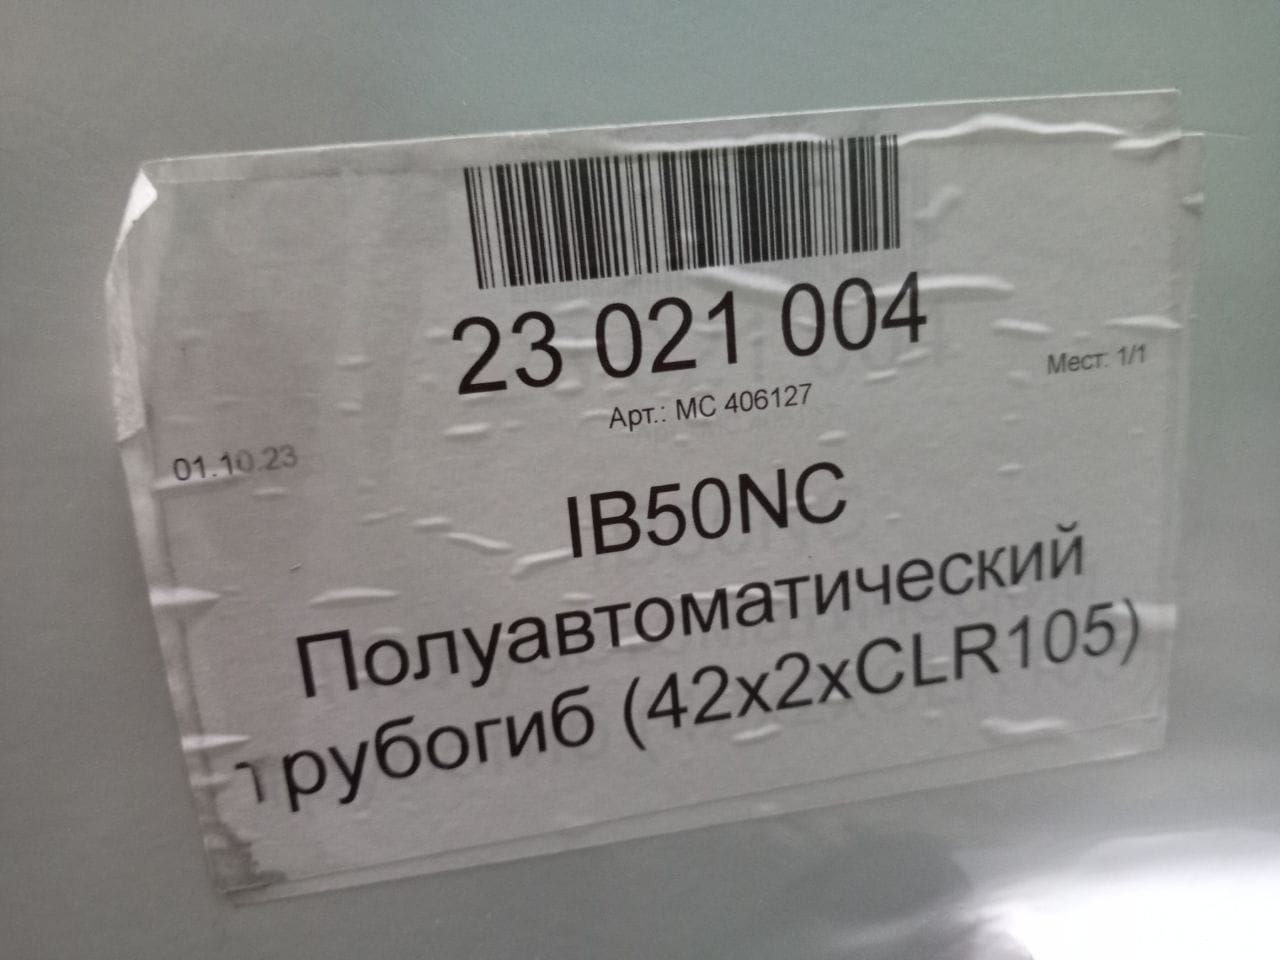 23 021 004
Мест: 1/1
Арт.: МС 406127
01.10.23
IB50NC
Полуавтоматический
трубогиб (42x2xCLR105)